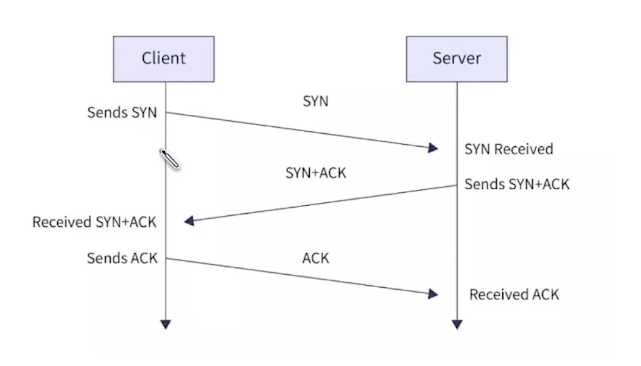 Client
Server
Sends SYN
SYN
SYN Received
SYN+ACK
Sends SYN+ACK
Received SYN+ACK
Sends ACK
ACK
Received ACK